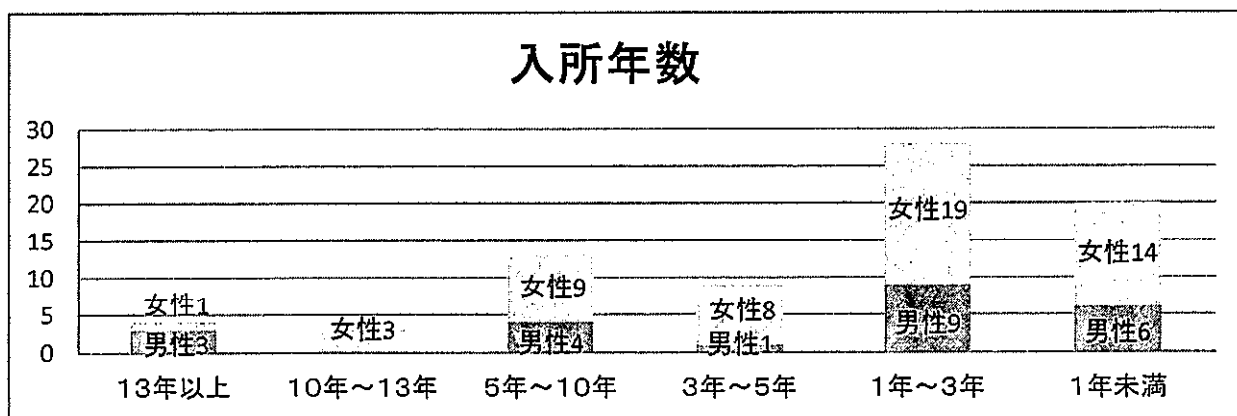 入所年数
30
25
20
15
10
5
0
女性1
男性3
女性3
女性9
男性4
女性8
男性1
女性19
男性9
女性14
男性6
13年以上
10年～13年
5年～10年
3年～5年
1年～3年
1年未満